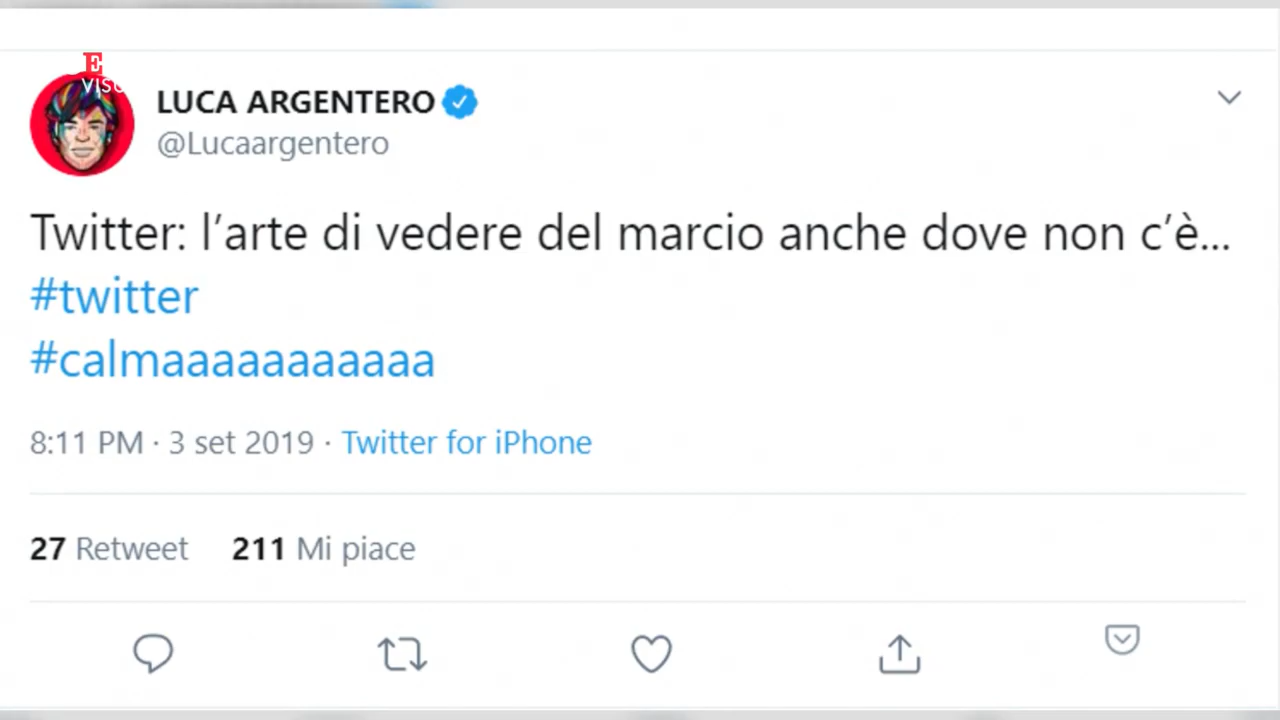 E
VISO
LUCA ARGENTERO
@Lucaargentero
Twitter: l’arte di vedere del marcio anche dove non c’è...
#twitter
#calmaaaaaaaaaaa
8:11 PM · 3 set 2019 · Twitter for iPhone
27 Retweet 211 Mi piace